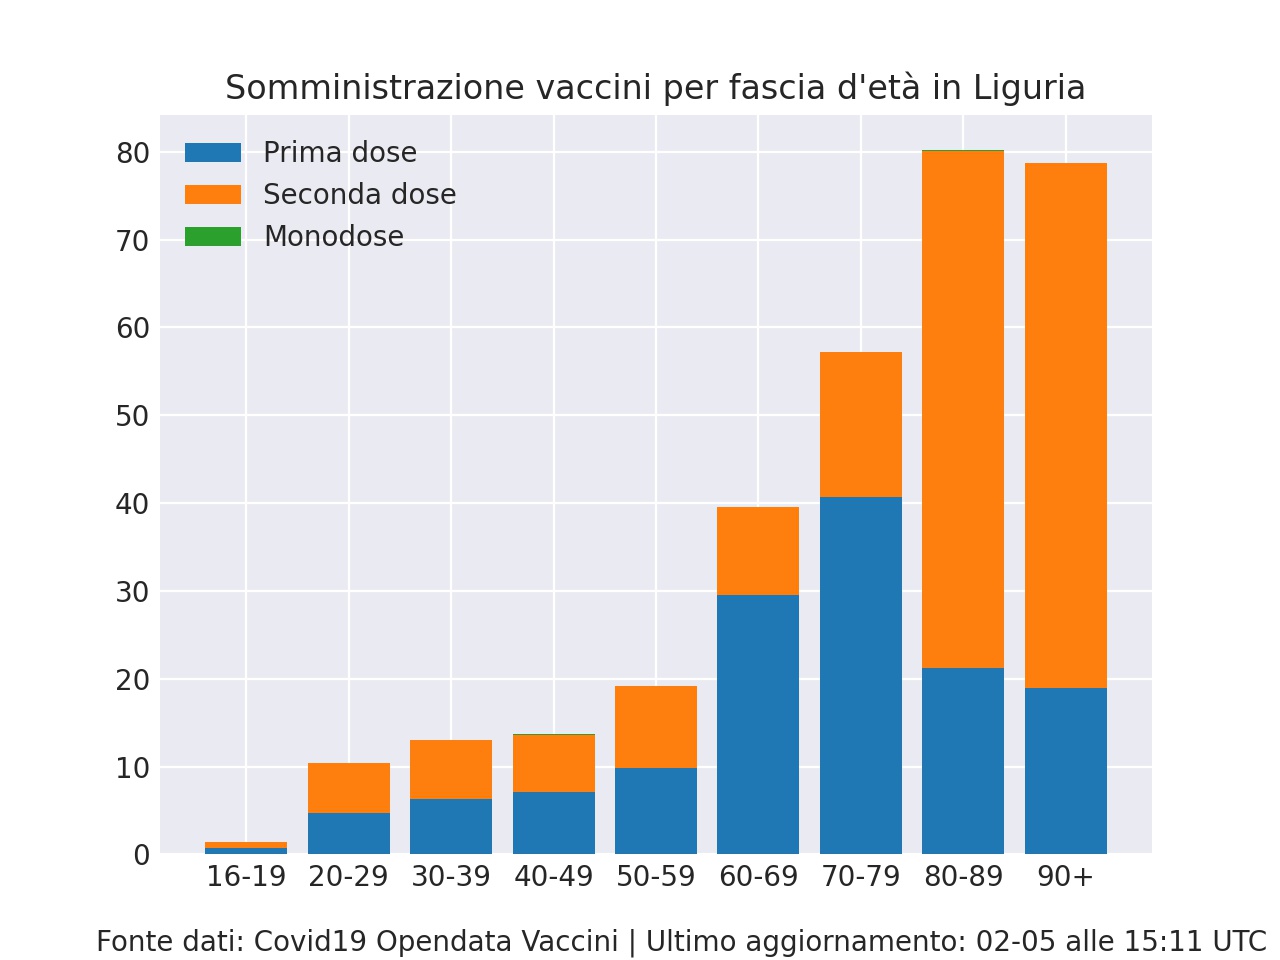 Somministrazione vaccini per fascia d'età in Liguria
Prima dose
Seconda dose
Monodose
80
70
60
50
40
30
20
10
0
16-19 20-29 30-39 40-49 50-59 60-69 70-79 80-89 90+
Fonte dati: Covid19 Opendata Vaccini | Ultimo aggiornamento: 02-05 alle 15:11 UTC